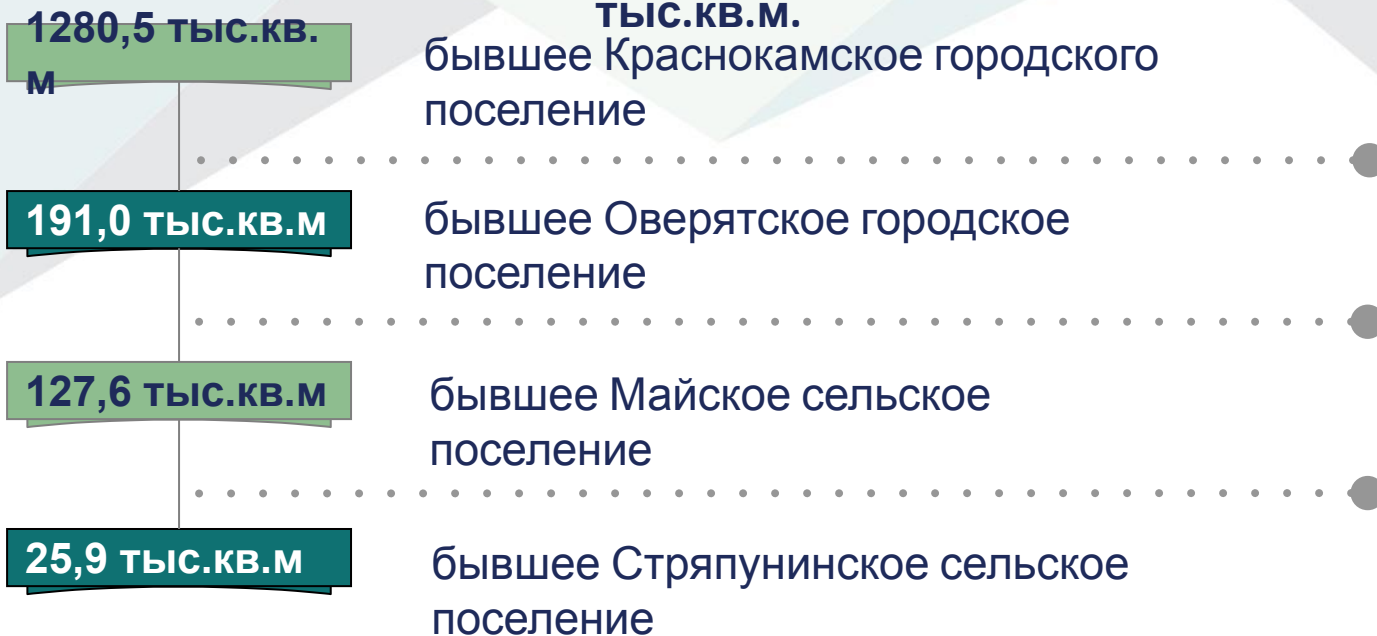 тыс.кв.м.
1280,5 тыс.кв.
м
бывшее Краснокамское городского
поселение
191,0 тыс.кв.м
бывшее Оверятское городское
поселение
127,6 тыс.кв.м
бывшее Майское сельское
поселение
25,9 тыс.кв.м
бывшее Стряпунинское сельское
поселение